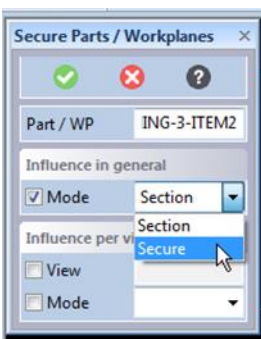 Secure Parts / Workplanes ×
?
Part / WP ING-3-ITEM2
Influence in general
Mode Section
Section
Influence per vi
Secure
View
Mode